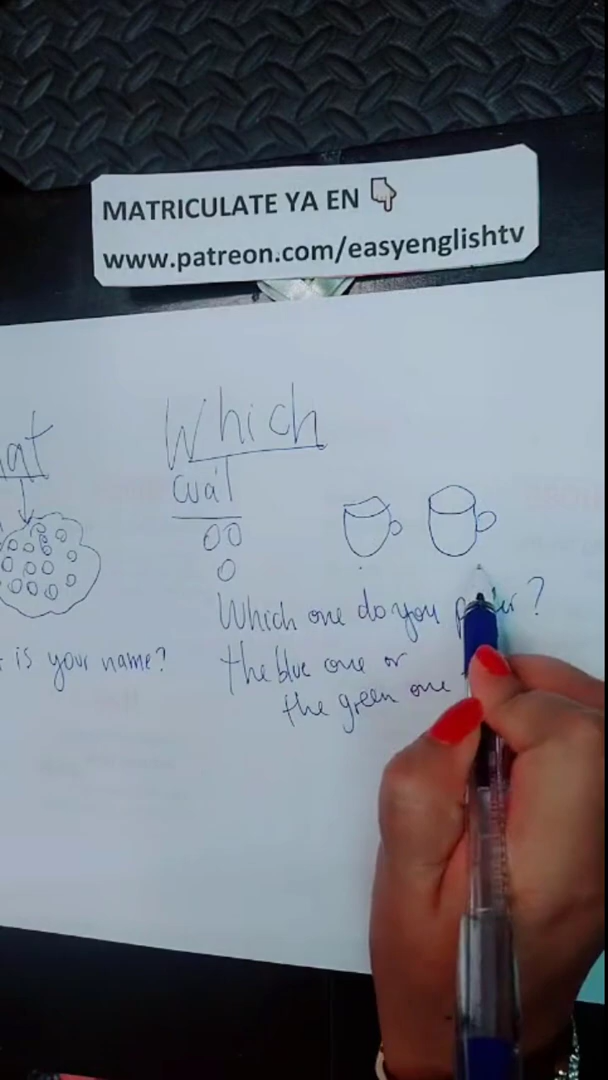 MATRICULATE YA EN
www.patreon.com/easyenglishtv
Which
cuál
Which one do you prefer?
is your name?
the blue one or
the green one